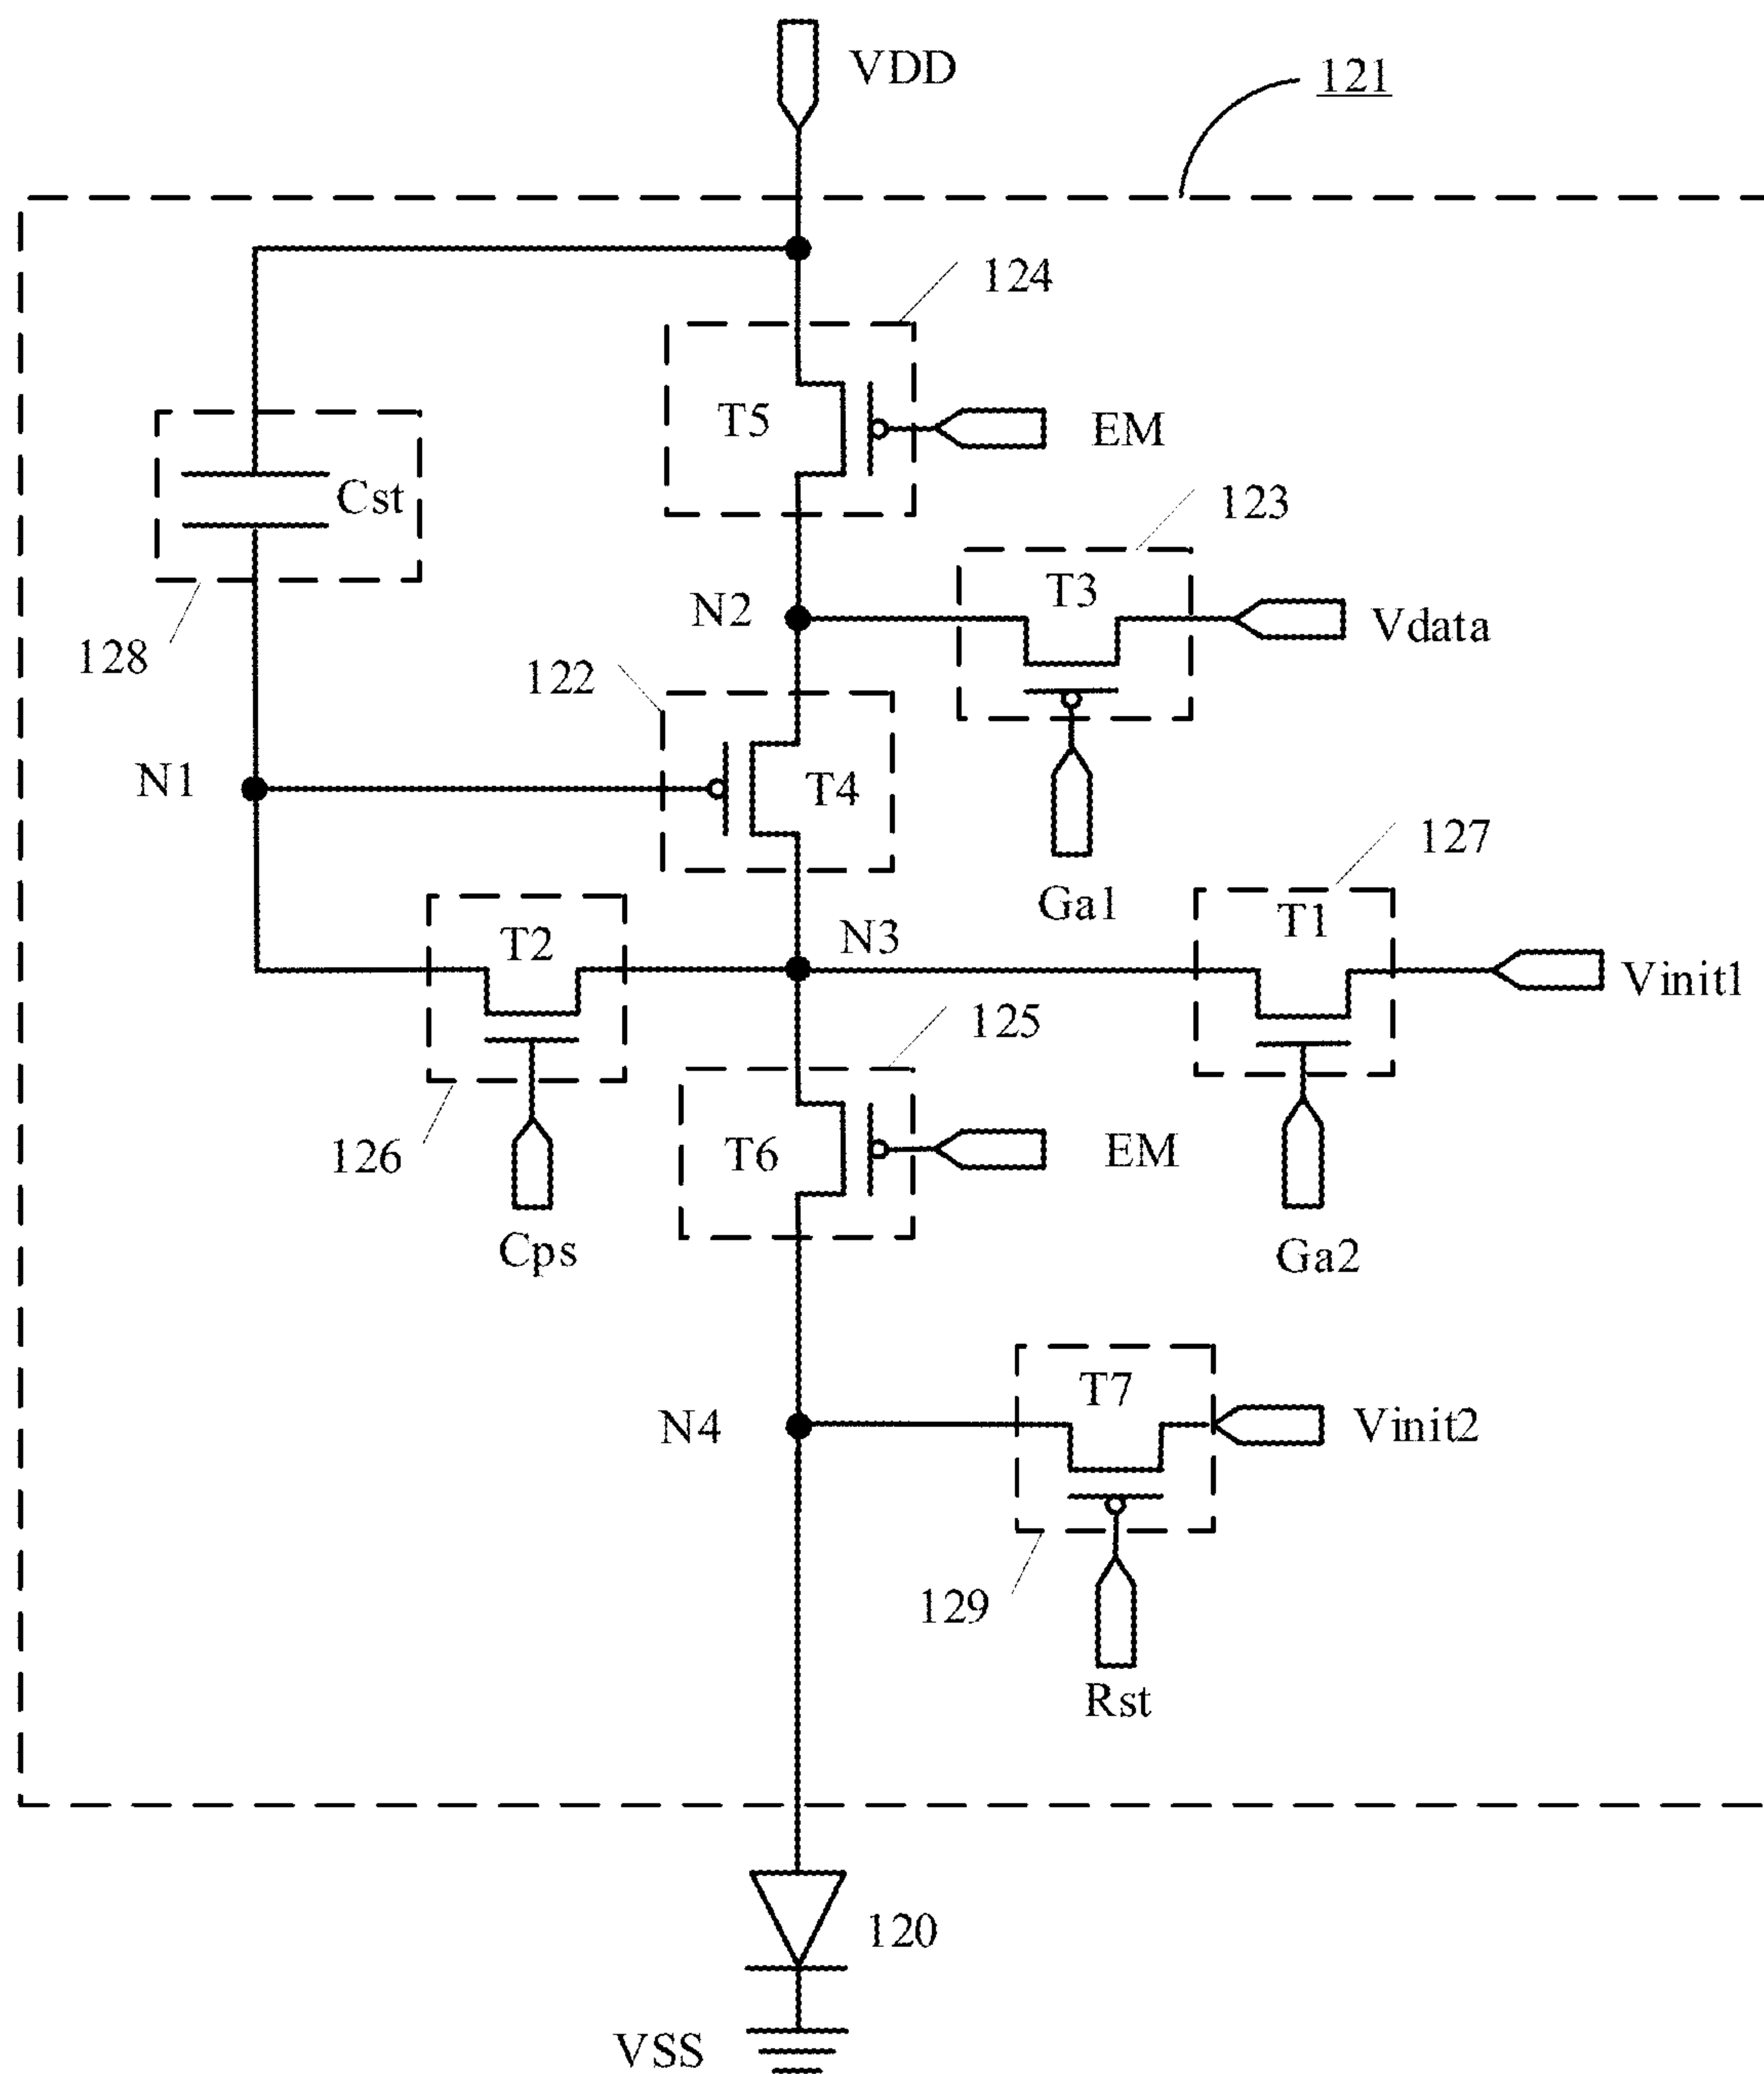 VDD
121
124
T5
EM
Cst
123
T3
N2
Vdata
128
122
N1
T4
127
Ga1
T1
N3
T2
Vinit1
125
126
T6
EM
Cps
Ga2
T7
N4
Vinit2
129
Rst
120
VSS